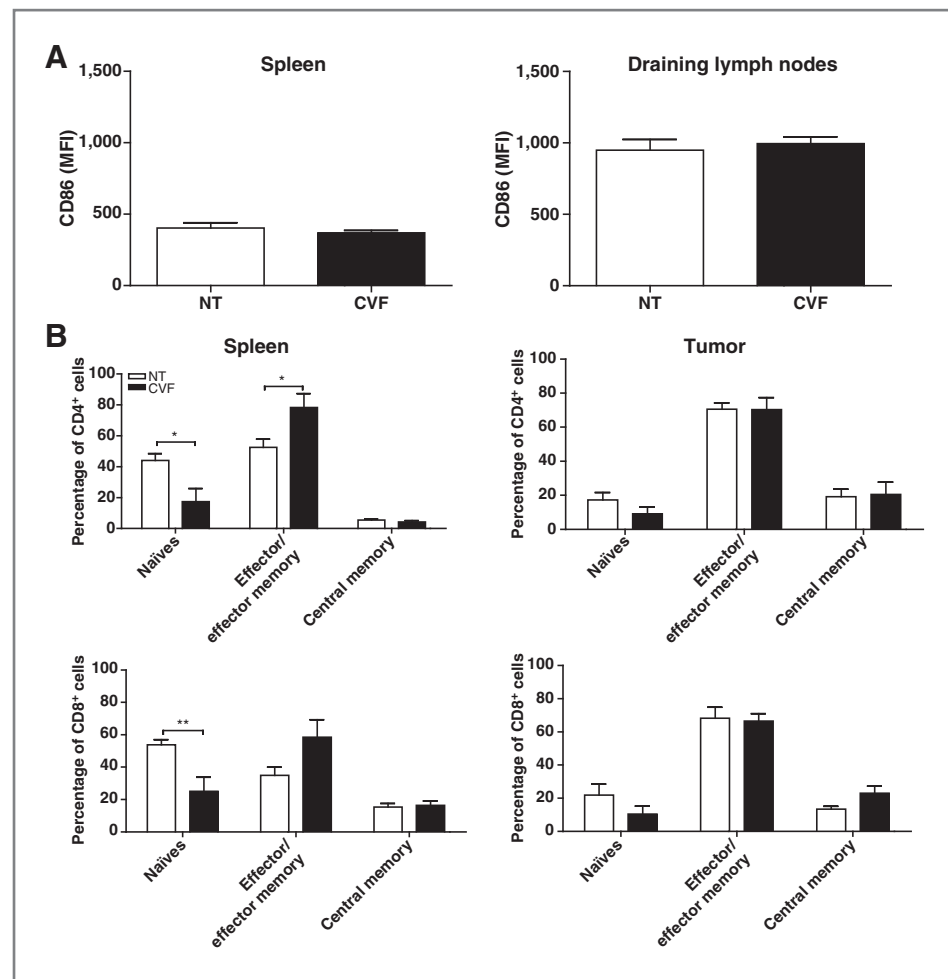 A
Spleen
1,500
1,000
500
0
CD86 (MFI)
NT
CVF
Draining lymph nodes
1,500
1,000
500
0
CD86 (MFI)
NT
CVF
B
Spleen
NT
CVF
100
80
60
40
20
0
Percentage of CD4⁺ cells
*
*
Naïves
Effector/
effector memory
Central memory
Tumor
100
80
60
40
20
0
Percentage of CD4⁺ cells
Naïves
Effector/
effector memory
Central memory
100
80
60
40
20
0
Percentage of CD8⁺ cells
**
Naïves
Effector/
effector memory
Central memory
100
80
60
40
20
0
Percentage of CD8⁺ cells
Naïves
Effector/
effector memory
Central memory